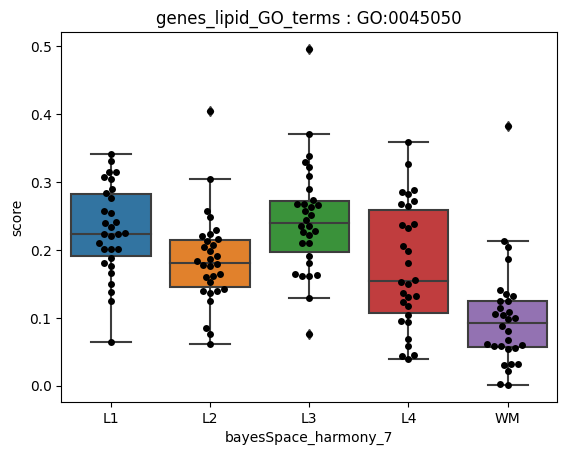 genes_lipid_GO_terms : GO:0045050
0.5
0.4
0.3
0.2
0.1
0.0
score
L1 L2 L3 L4 WM
bayesSpace_harmony_7